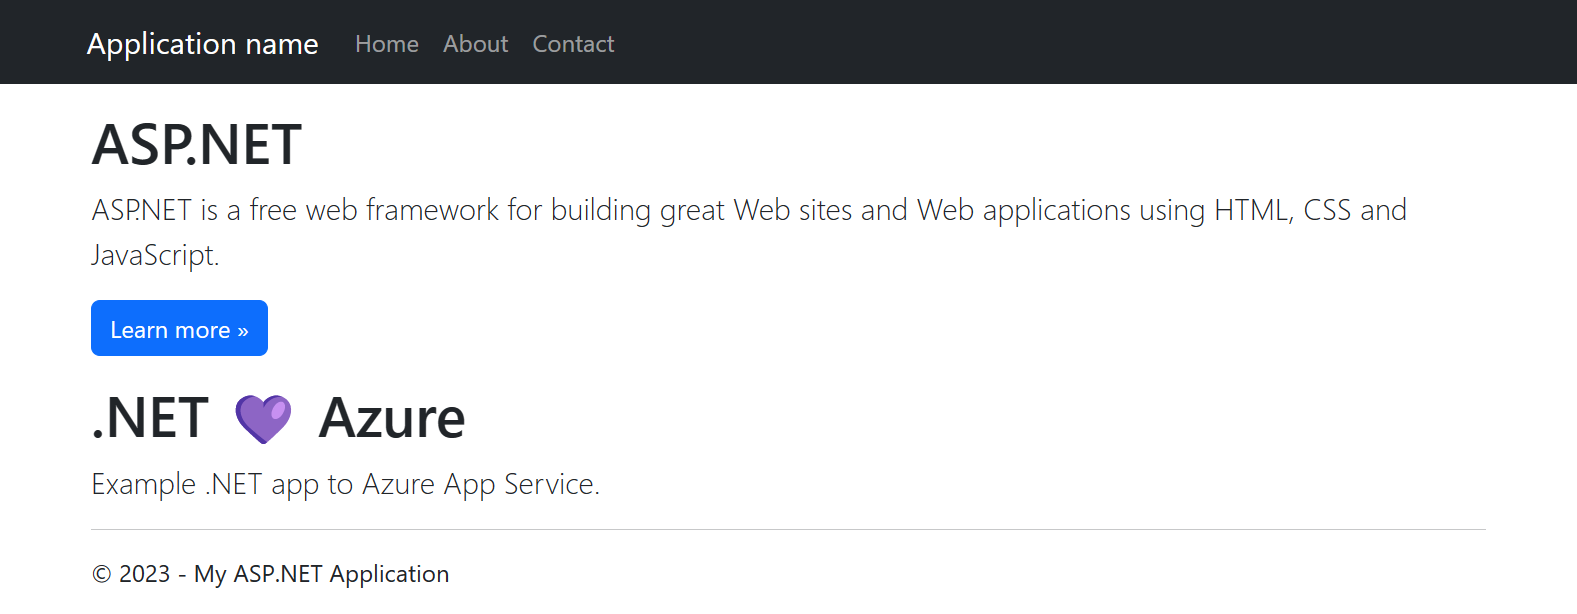 Application name Home About Contact
ASP.NET
ASP.NET is a free web framework for building great Web sites and Web applications using HTML, CSS and
JavaScript.
Learn more »
.NET 💜 Azure
Example .NET app to Azure App Service.
© 2023 - My ASP.NET Application